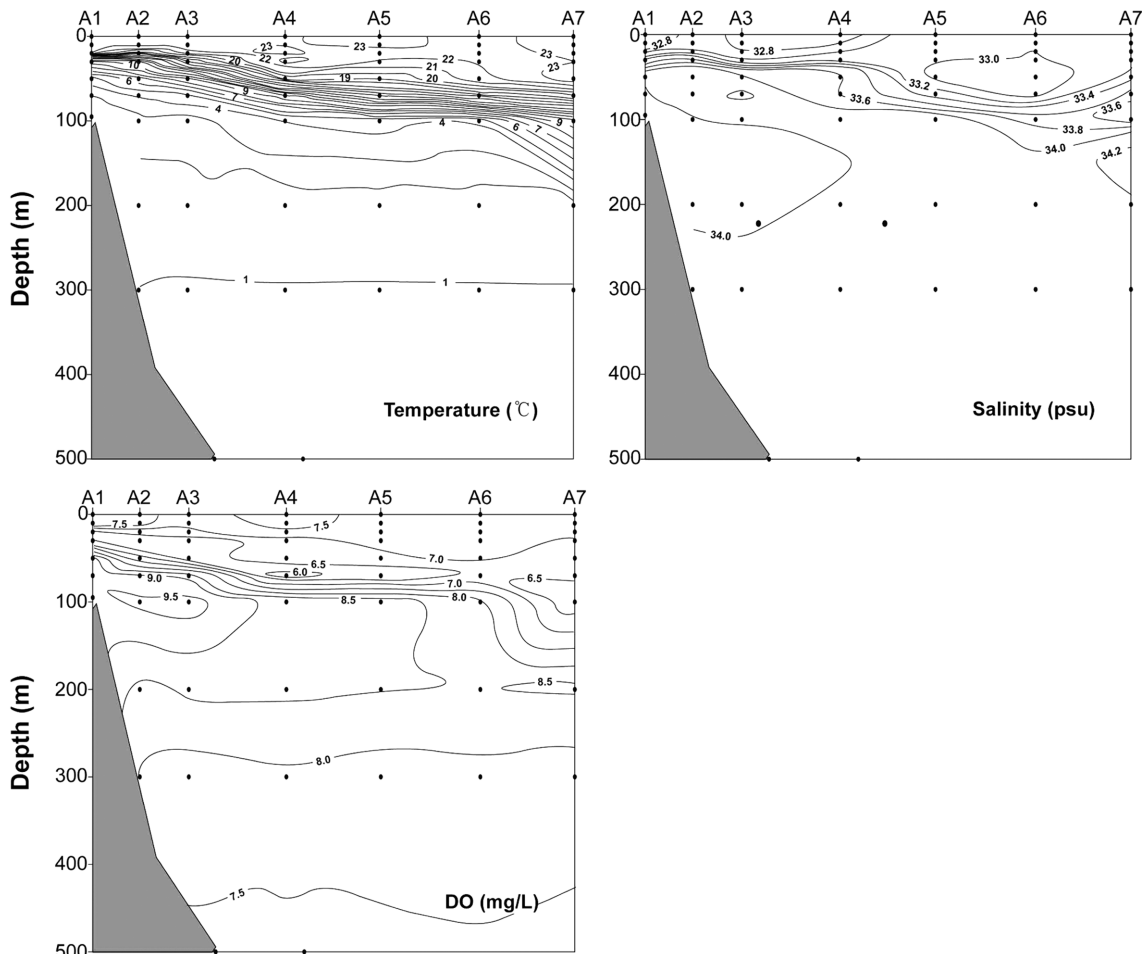 A1 A2 A3 A4 A5 A6 A7
0
100
200
300
400
500
Depth (m)
23 23 23
22 22 23
20 21
10 19 20
6 9
7 9
4 4 6 7
1 1
Temperature (℃)
A1 A2 A3 A4 A5 A6 A7
0
100
200
300
400
500
32.8 32.8
33.0
33.2
33.6 33.4
33.6
33.8
34.0 34.2
34.0
Salinity (psu)
A1 A2 A3 A4 A5 A6 A7
0
100
200
300
400
500
Depth (m)
7.5 7.5
7.0
6.5
6.0
9.0 7.0 6.5
9.5 8.5 8.0
8.5
8.0
7.5
DO (mg/L)